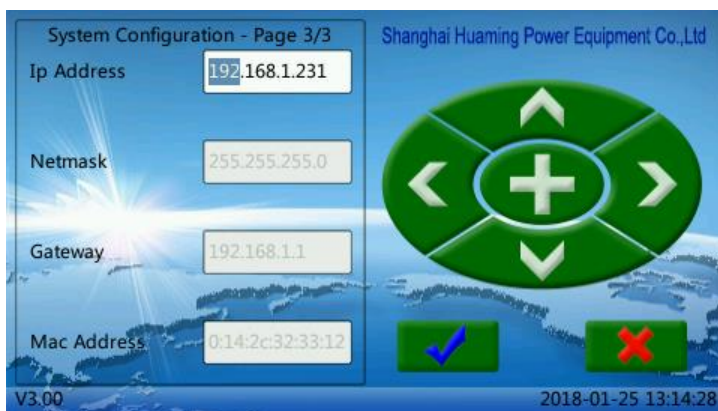 System Configuration - Page 3/3
Shanghai Huaming Power Equipment Co.,Ltd
Ip Address
192.168.1.231
Netmask
255.255.255.0
Gateway
192.168.1.1
Mac Address
0:14:2c:32:33:12
V3.00
2018-01-25 13:14:28